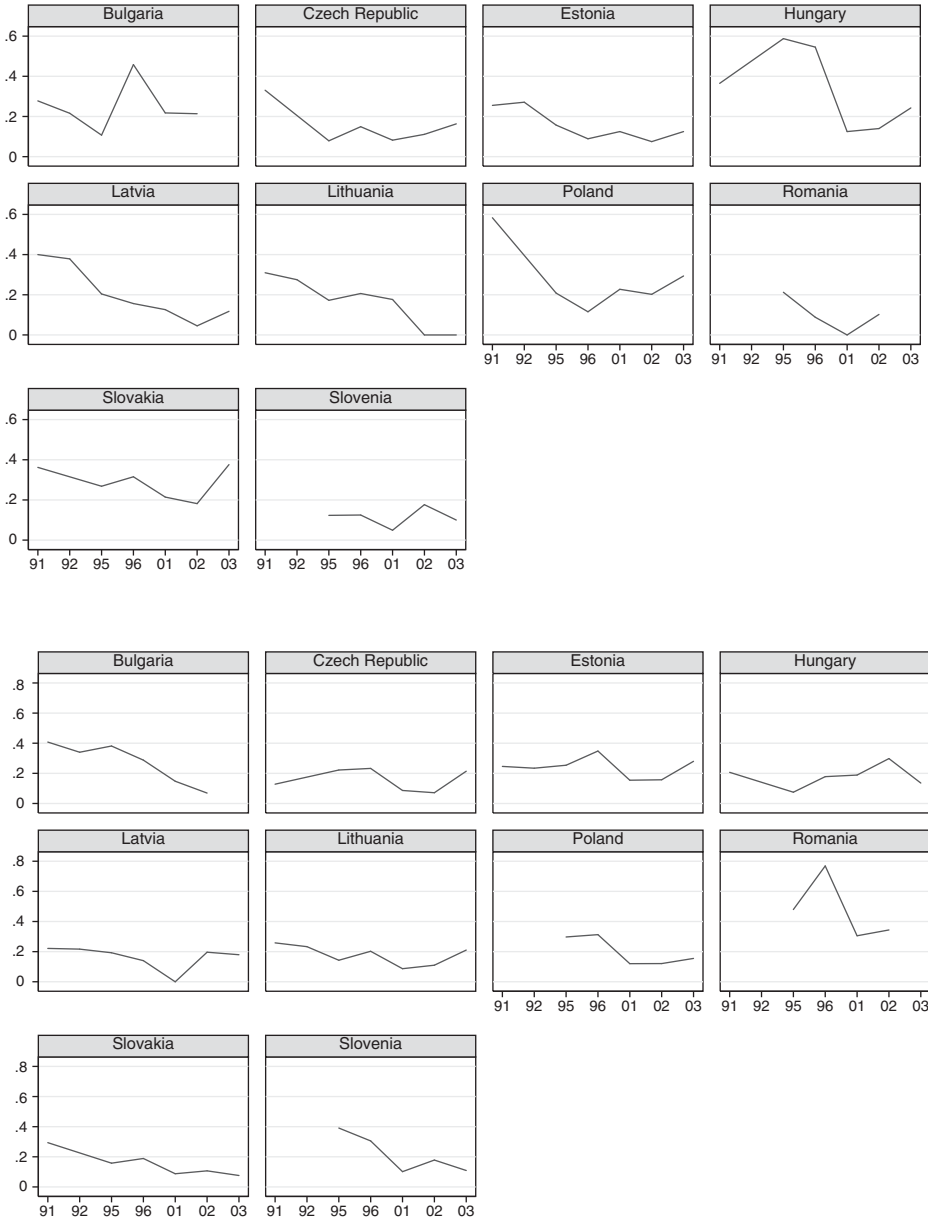 Bulgaria Czech Republic Estonia Hungary
.6
.4
.2
0
Latvia Lithuania Poland Romania
.6
.4
.2
0
91 92 95 96 01 02 03 91 92 95 96 01 02 03
Slovakia Slovenia
.6
.4
.2
0
91 92 95 96 01 02 03 91 92 95 96 01 02 03
Bulgaria Czech Republic Estonia Hungary
.8
.6
.4
.2
0
Latvia Lithuania Poland Romania
.8
.6
.4
.2
0
91 92 95 96 01 02 03 91 92 95 96 01 02 03
Slovakia Slovenia
.8
.6
.4
.2
0
91 92 95 96 01 02 03 91 92 95 96 01 02 03